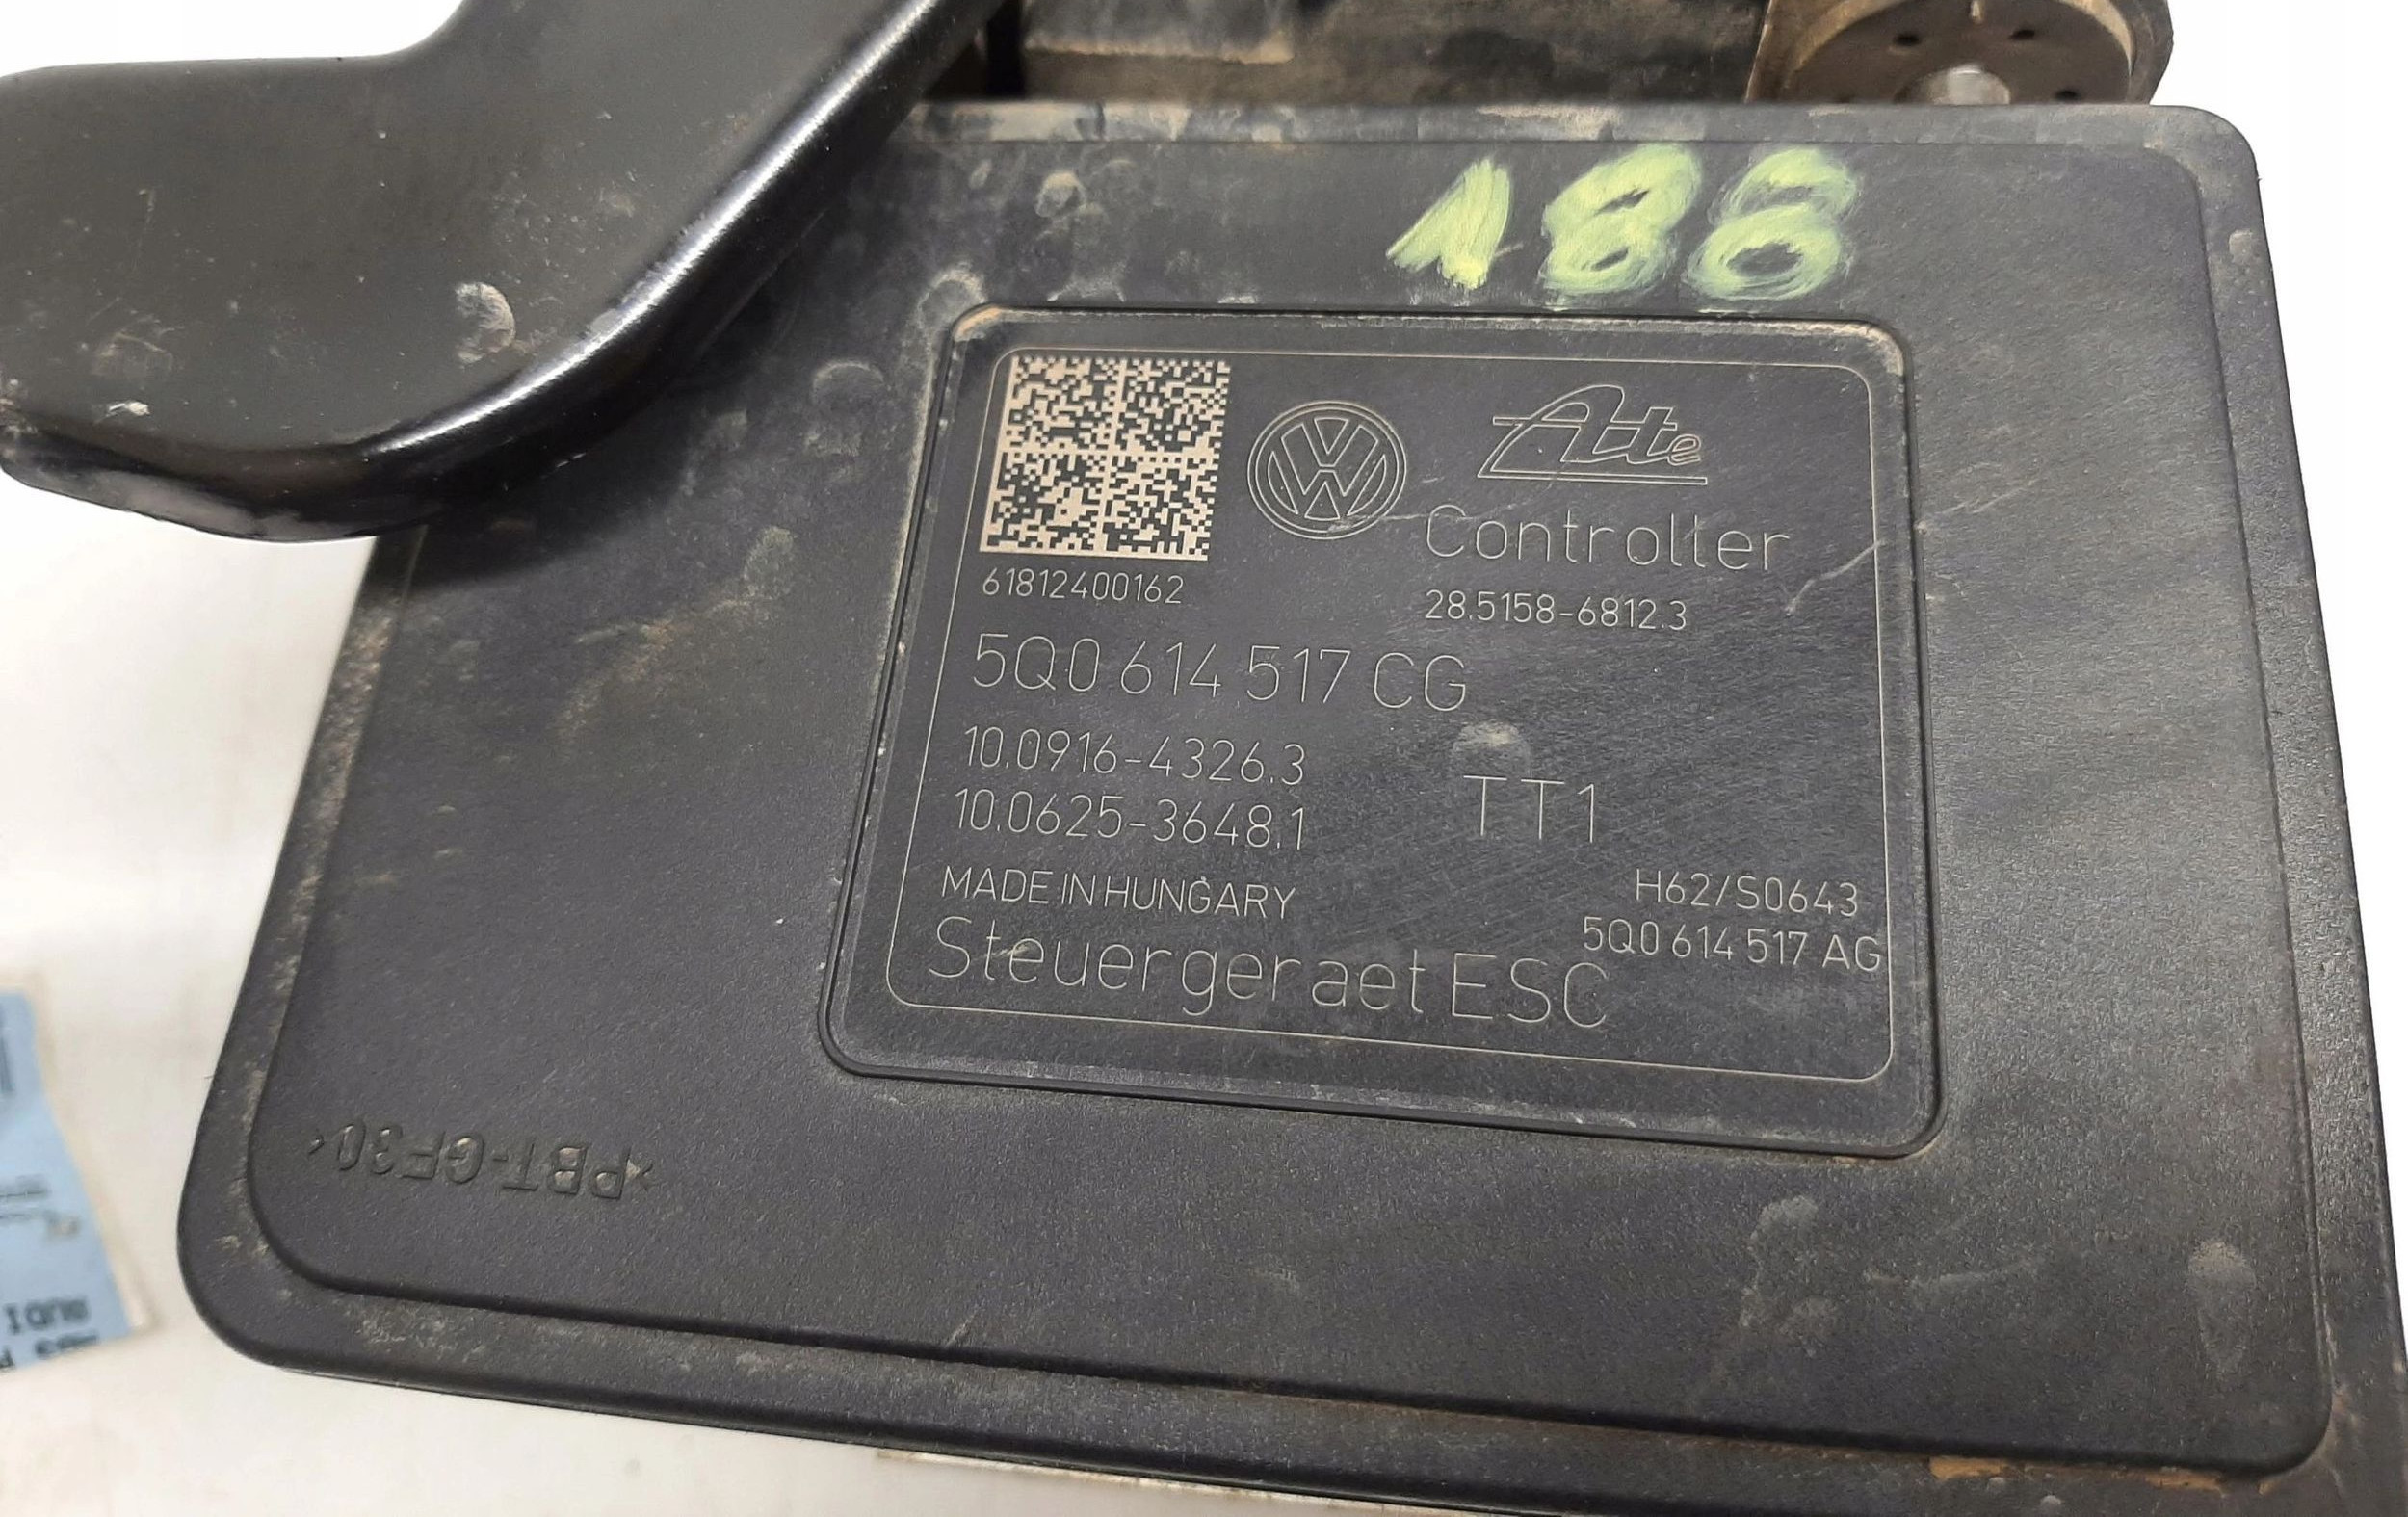 188
Ate
Controller
61812400162
28.5158-6812.3
5Q0 614 517 CG
10.0916-4326.3
10.0625-3648.1
TT1
MADE IN HUNGARY
H62/S0643
5Q0 614 517 AG
Steuergeraet ESC
>PBT-GF30<
AUDI